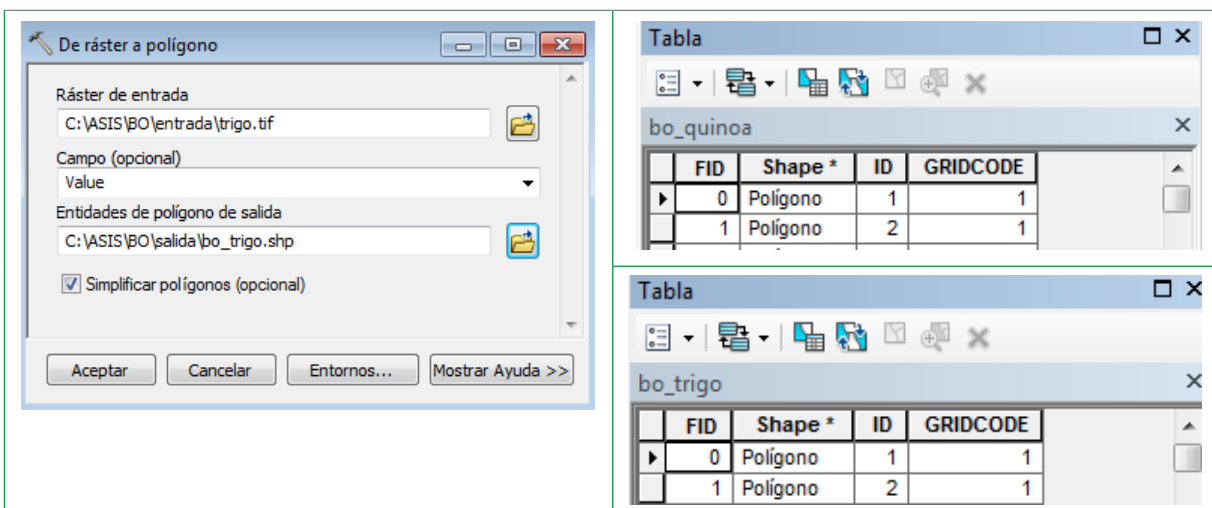 De ráster a polígono
Ráster de entrada
C:\ASIS\BO\entrada\trigo.tif
Campo (opcional)
Value
Entidades de polígono de salida
C:\ASIS\BO\salida\bo_trigo.shp
Simplificar polígonos (opcional)
Aceptar Cancelar Entornos... Mostrar Ayuda >>
Tabla
bo_quinoa
FID Shape * ID GRIDCODE
0 Polígono 1 1
1 Polígono 2 1
Tabla
bo_trigo
FID Shape * ID GRIDCODE
0 Polígono 1 1
1 Polígono 2 1